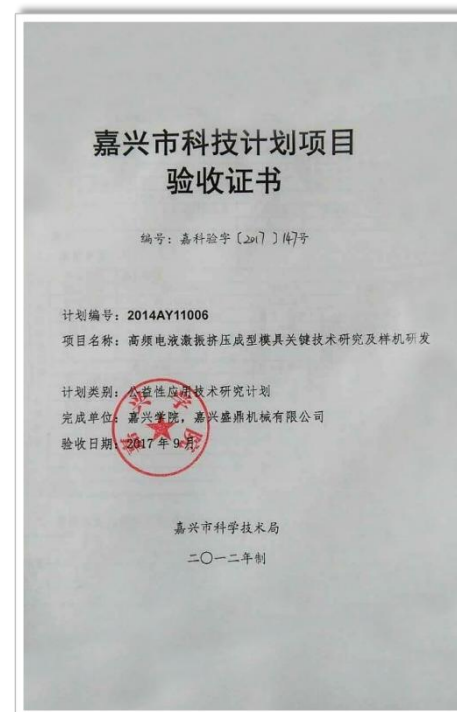 嘉兴市科技计划项目
验收证书
编号：嘉科验字〔2017〕147号
计划编号：2014AY11006
项目名称：高频电液激振挤压成型模具关键技术研究及样机研发
计划类别：公益性应用技术研究计划
完成单位：嘉兴学院，嘉兴盛鼎机械有限公司
验收日期：2017年9月
嘉兴学院
嘉兴市科学技术局
二〇一二年制